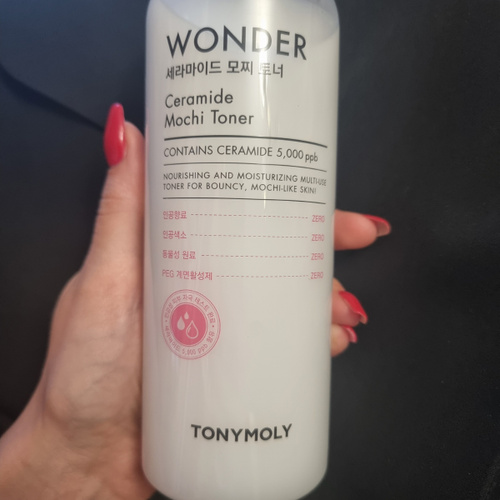 WONDER
세라마이드 모찌 토너
Ceramide
Mochi Toner
CONTAINS CERAMIDE 5,000 ppb
NOURISHING AND MOISTURIZING MULTI-USE
TONER FOR BOUNCY, MOCHI-LIKE SKIN!
인공향료 ZERO
인공색소 ZERO
동물성 원료 ZERO
PEG 계면활성제 ZERO
TONYMOLY